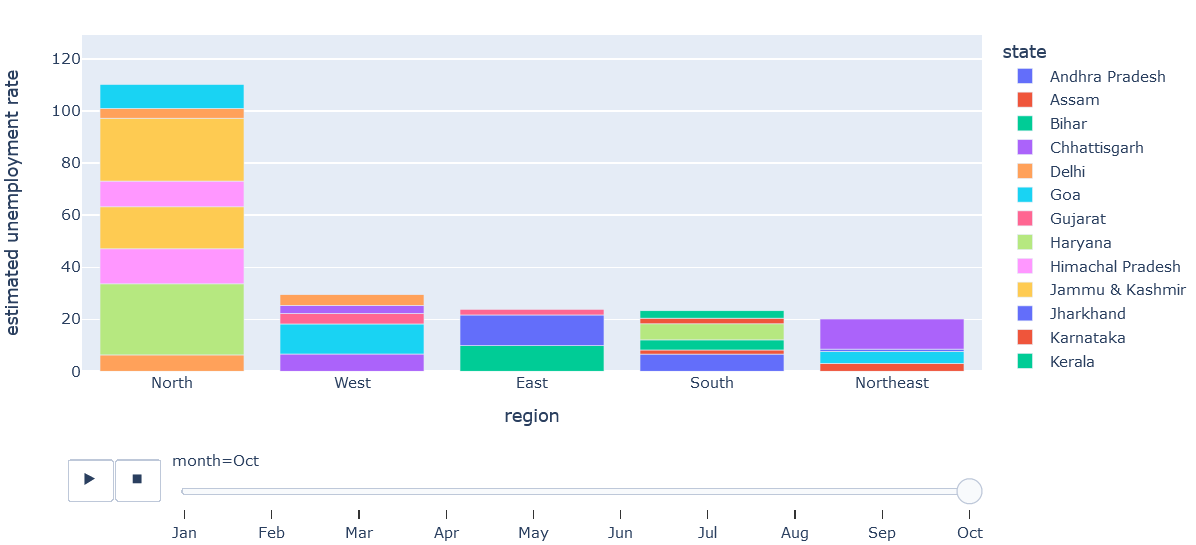 120
100
80
60
40
20
0
estimated unemployment rate
North
West
East
South
Northeast
region
state
Andhra Pradesh
Assam
Bihar
Chhattisgarh
Delhi
Goa
Gujarat
Haryana
Himachal Pradesh
Jammu & Kashmir
Jharkhand
Karnataka
Kerala
month=Oct
Jan
Feb
Mar
Apr
May
Jun
Jul
Aug
Sep
Oct